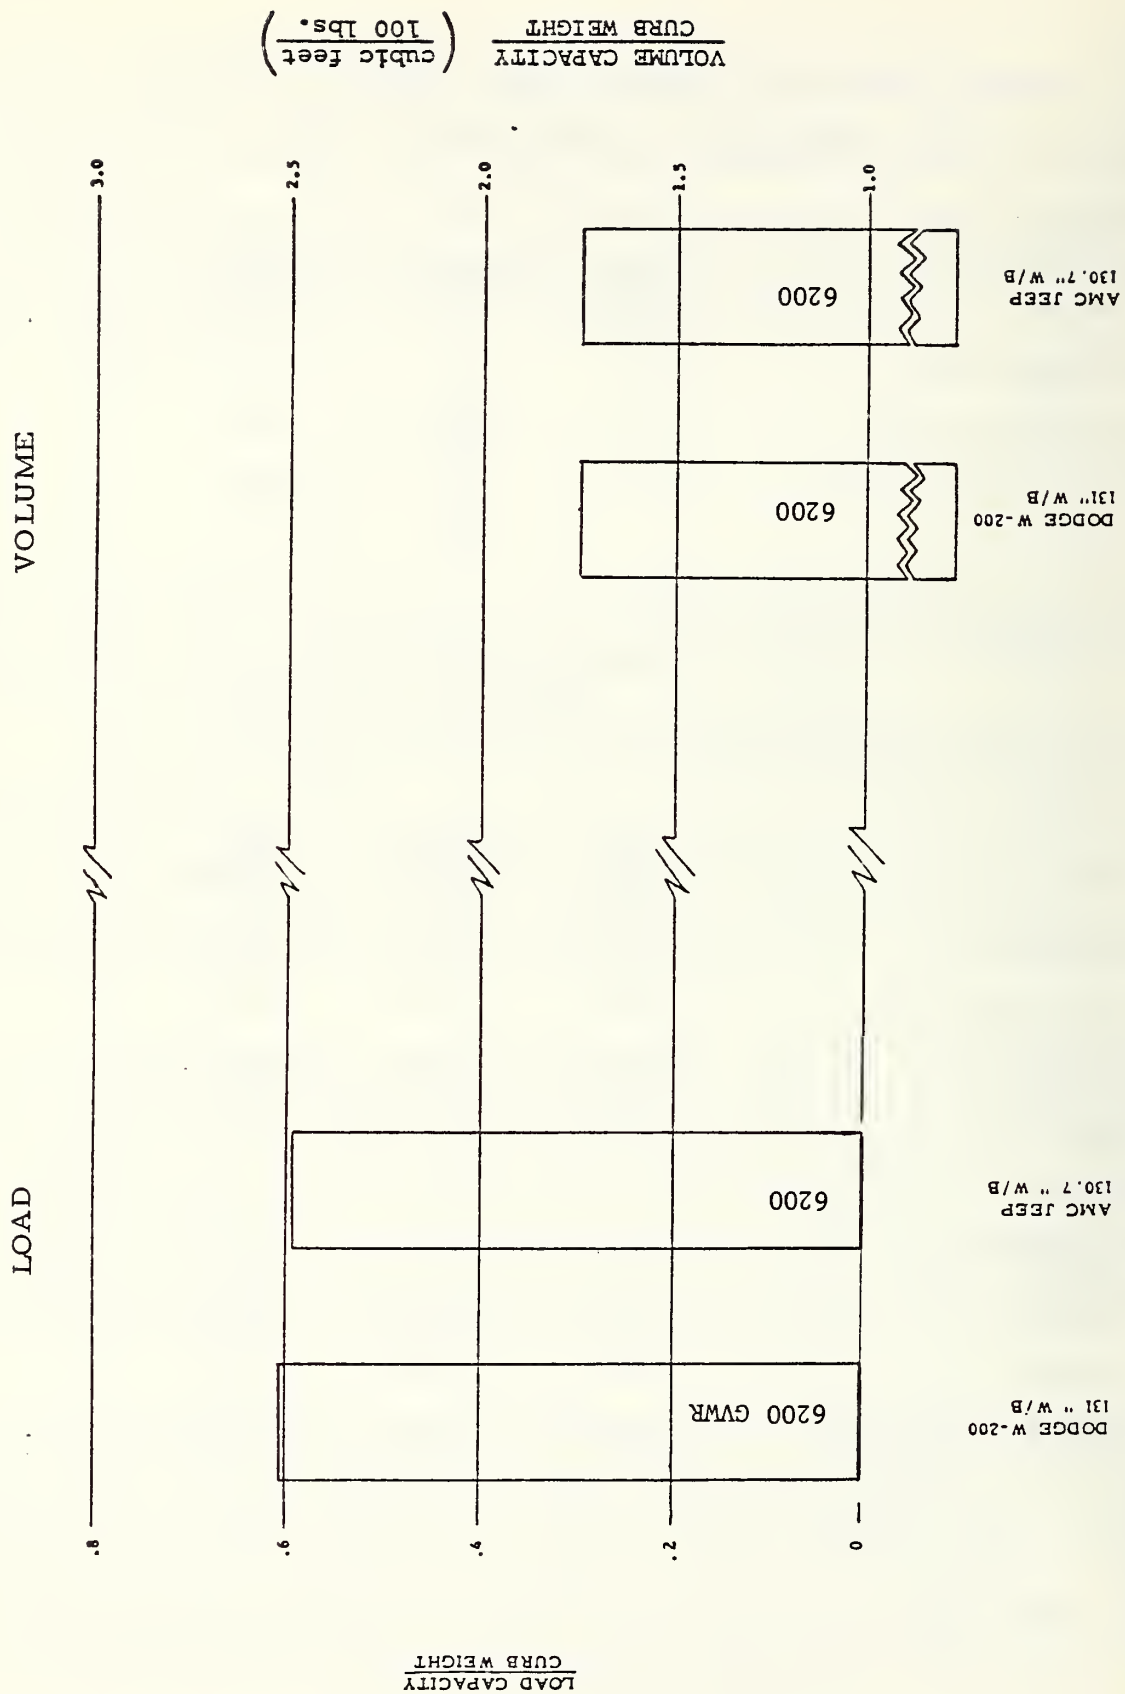 LOAD
VOLUME
LOAD CAPACITY
CURB WEIGHT
.8
.6
.4
.2
0
6200 GVWR
6200
DODGE W-200
131 " W/B
AMC JEEP
130.7 " W/B
VOLUME CAPACITY
CURB WEIGHT
( cubic feet
100 lbs. )
3.0
2.5
2.0
1.5
1.0
6200
6200
DODGE W-200
131" W/B
AMC JEEP
130.7" W/B